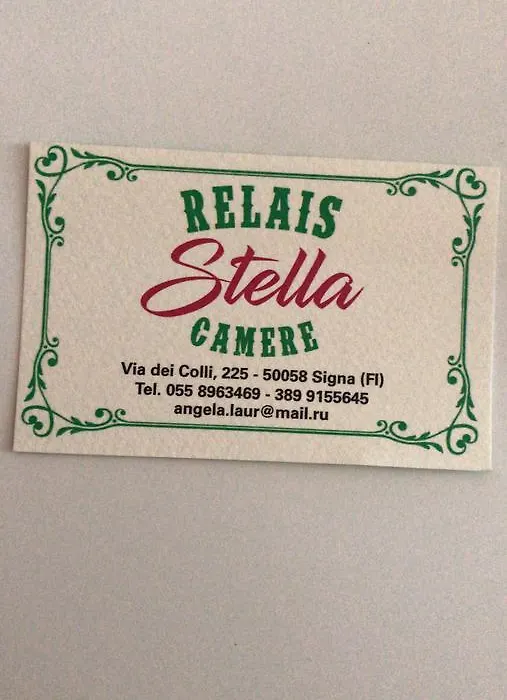 RELAIS
Stella
CAMERE
Via dei Colli, 225 - 50058 Signa (FI)
Tel. 055 8963469 - 389 9155645
angela.laur@mail.ru